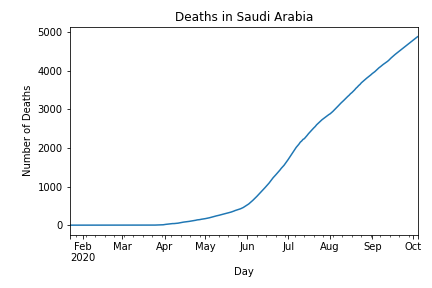 Deaths in Saudi Arabia
5000
4000
3000
2000
1000
0
Number of Deaths
Feb Mar Apr May Jun Jul Aug Sep Oct
2020
Day